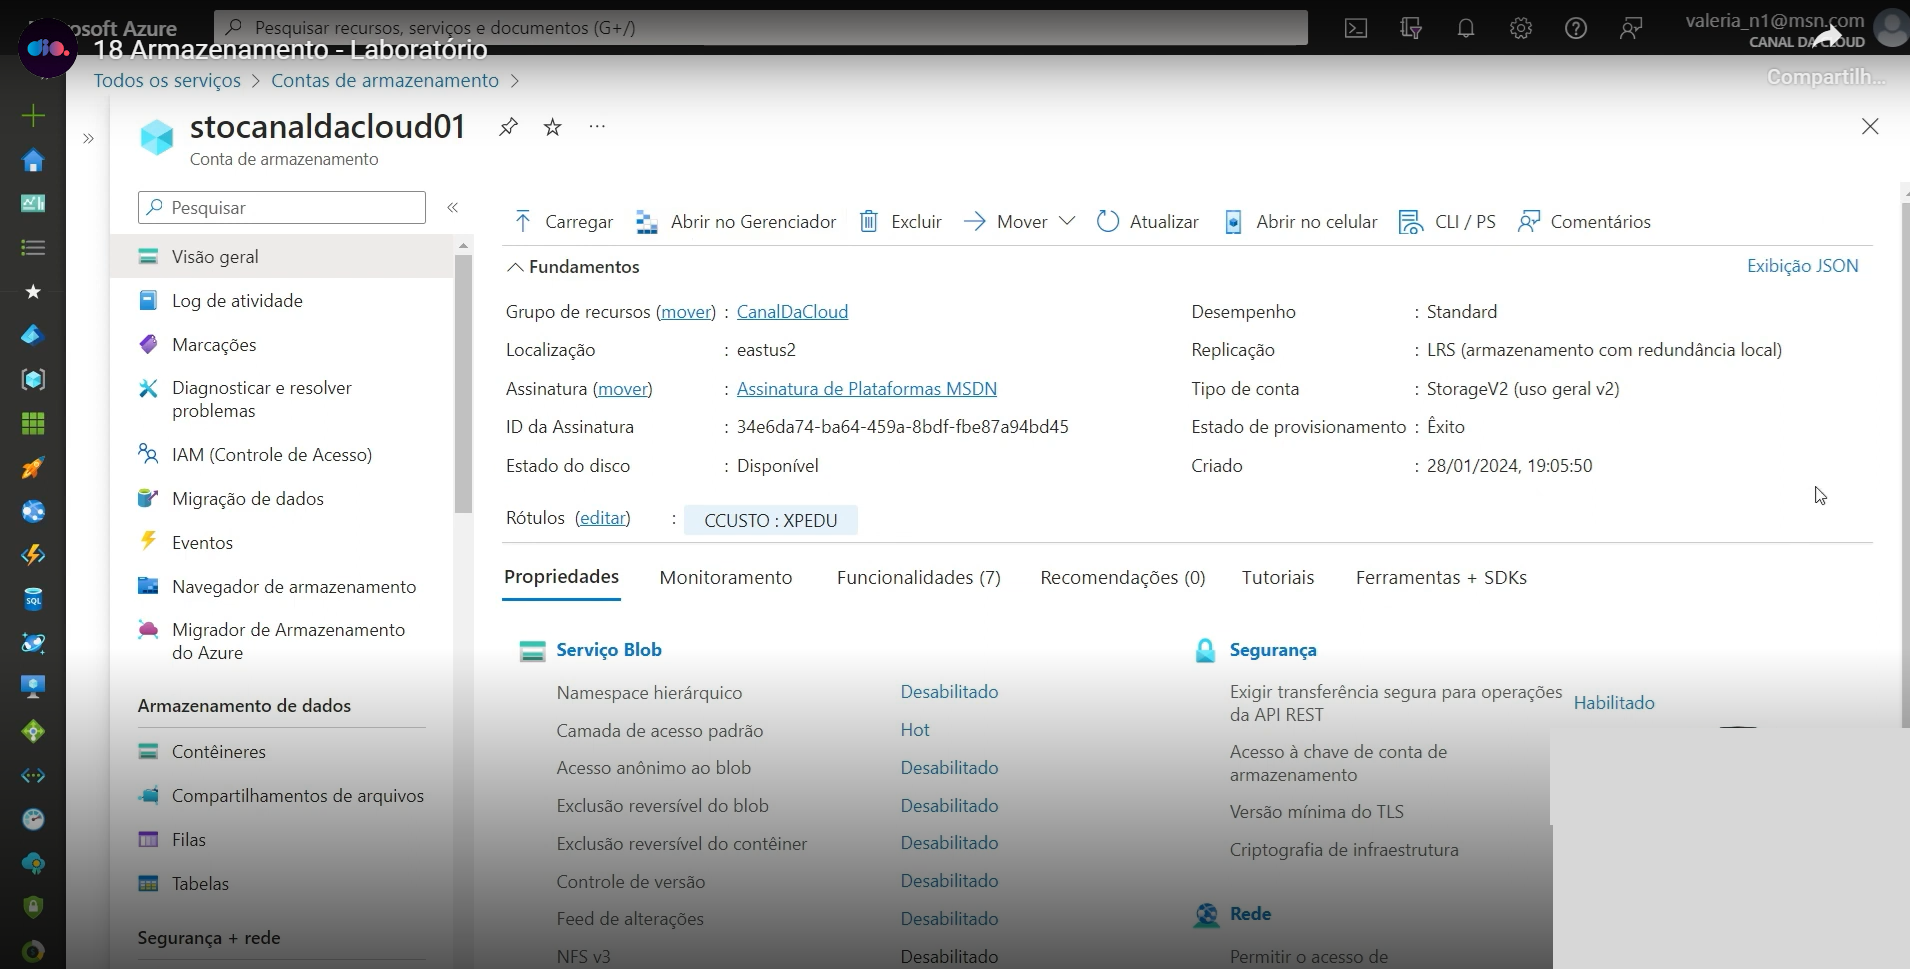 osoft Azure
Pesquisar recursos, serviços e documentos (G+/)
valeria_n1@msn.com
CANAL DA CLOUD
dio.
18 Armazenamento - Laboratório
Compartilh...
Todos os serviços > Contas de armazenamento >
stocanaldacloud01
...
Conta de armazenamento
Pesquisar
Visão geral
Log de atividade
Marcações
Diagnosticar e resolver
problemas
IAM (Controle de Acesso)
Migração de dados
Eventos
Navegador de armazenamento
Migrador de Armazenamento
do Azure
Armazenamento de dados
Contêineres
Compartilhamentos de arquivos
Filas
Tabelas
Segurança + rede
SQL
Carregar
Abrir no Gerenciador
Excluir
Mover
Atualizar
Abrir no celular
CLI / PS
Comentários
Fundamentos
Exibição JSON
Grupo de recursos (mover) : CanalDaCloud
Localização : eastus2
Assinatura (mover) : Assinatura de Plataformas MSDN
ID da Assinatura : 34e6da74-ba64-459a-8bdf-fbe87a94bd45
Estado do disco : Disponível
Desempenho : Standard
Replicação : LRS (armazenamento com redundância local)
Tipo de conta : StorageV2 (uso geral v2)
Estado de provisionamento : Êxito
Criado : 28/01/2024, 19:05:50
Rótulos (editar) : CCUSTO : XPEDU
Propriedades
Monitoramento
Funcionalidades (7)
Recomendações (0)
Tutoriais
Ferramentas + SDKs
Serviço Blob
Namespace hierárquico Desabilitado
Camada de acesso padrão Hot
Acesso anônimo ao blob Desabilitado
Exclusão reversível do blob Desabilitado
Exclusão reversível do contêiner Desabilitado
Controle de versão Desabilitado
Feed de alterações Desabilitado
NFS v3 Desabilitado
Segurança
Exigir transferência segura para operações
da API REST
Habilitado
Acesso à chave de conta de
armazenamento
Versão mínima do TLS
Criptografia de infraestrutura
Rede
Permitir o acesso de